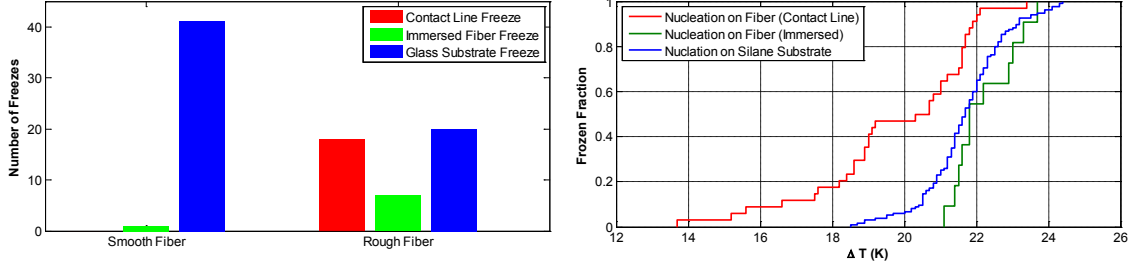 Number of Freezes
40
30
20
10
0
Smooth Fiber
Rough Fiber
Contact Line Freeze
Immersed Fiber Freeze
Glass Substrate Freeze
Frozen Fraction
1
0.8
0.6
0.4
0.2
0
12
14
16
18
20
22
24
26
Δ T (K)
Nucleation on Fiber (Contact Line)
Nucleation on Fiber (Immersed)
Nuclation on Silane Substrate